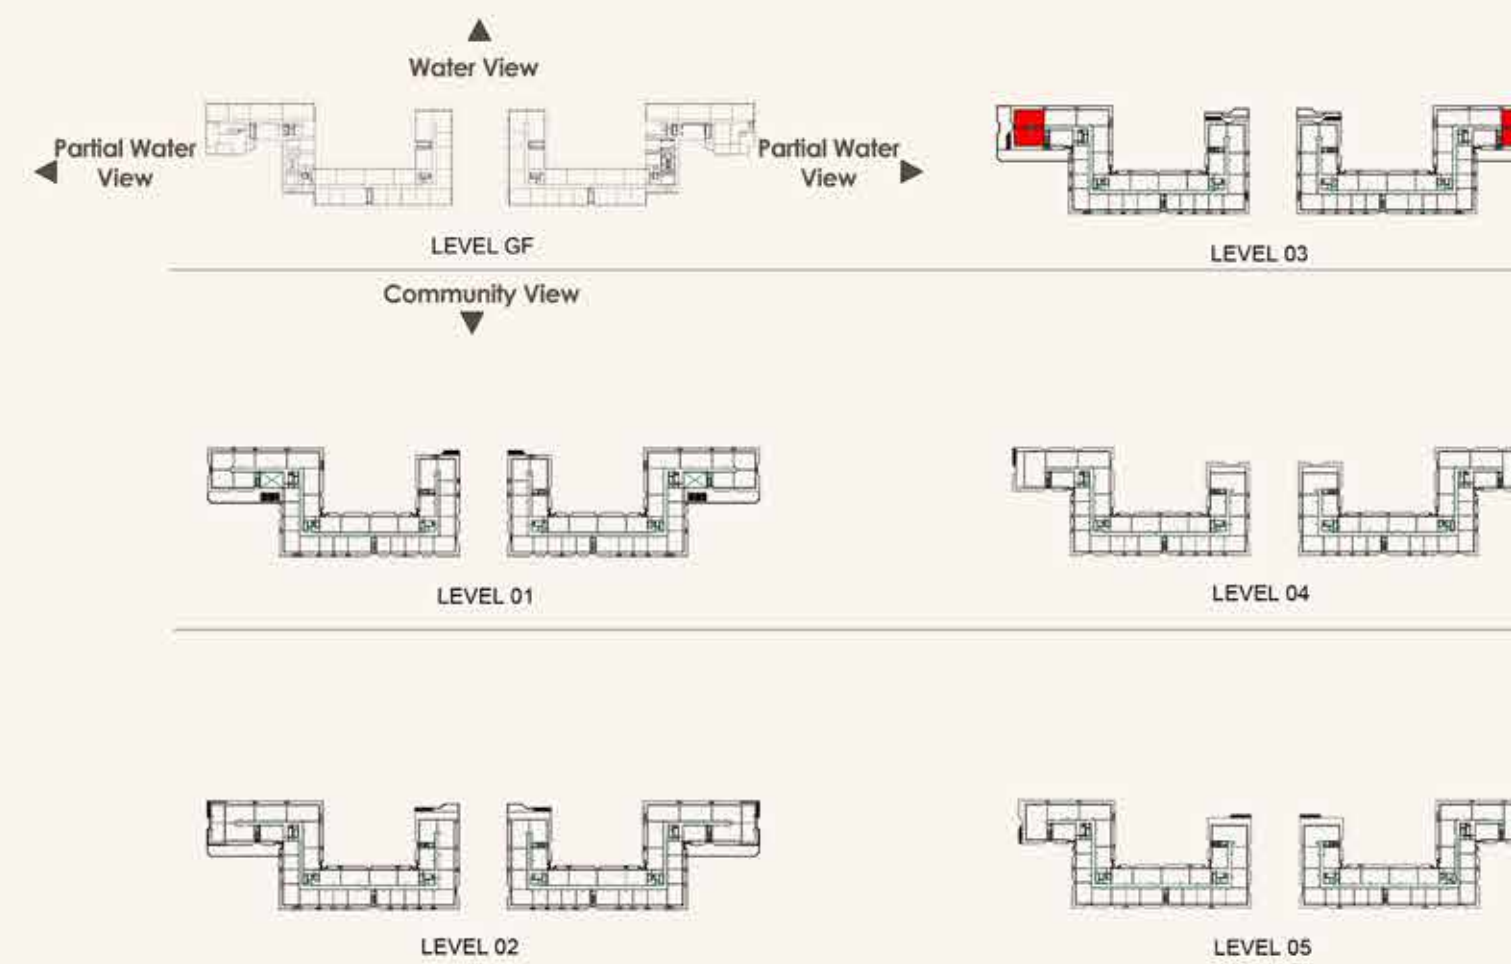 Water View
Partial Water
View
Partial Water
View
LEVEL GF
LEVEL 03
Community View
LEVEL 01
LEVEL 04
LEVEL 02
LEVEL 05